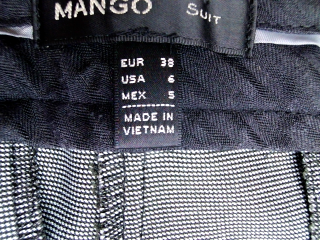 MANGO SUIT
EUR 38
USA 6
MEX 5
MADE IN
VIETNAM